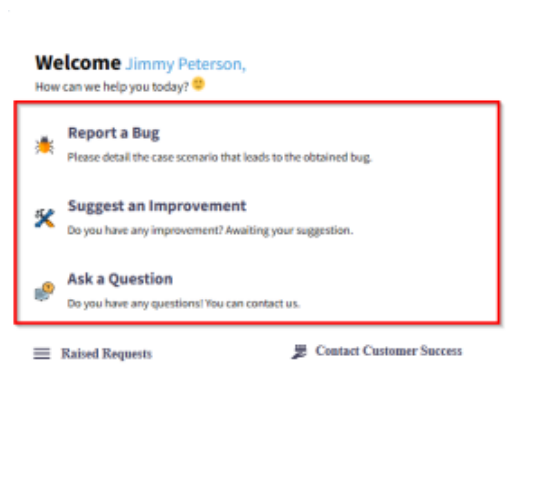 Welcome Jimmy Peterson,
How can we help you today?
Report a Bug
Please detail the case scenario that leads to the obtained bug.
Suggest an Improvement
Do you have any improvement? Awaiting your suggestion.
Ask a Question
Do you have any questions! You can contact us.
Raised Requests Contact Customer Success